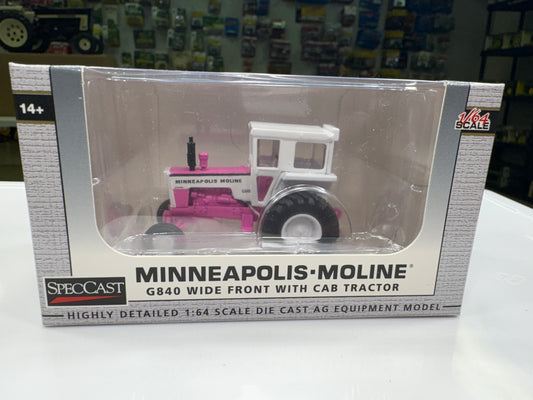 14+
1/64
SCALE
MINNEAPOLIS MOLINE
G840
MINNEAPOLIS-MOLINE®
G840 WIDE FRONT WITH CAB TRACTOR
SPECCAST
HIGHLY DETAILED 1:64 SCALE DIE CAST AG EQUIPMENT MODEL